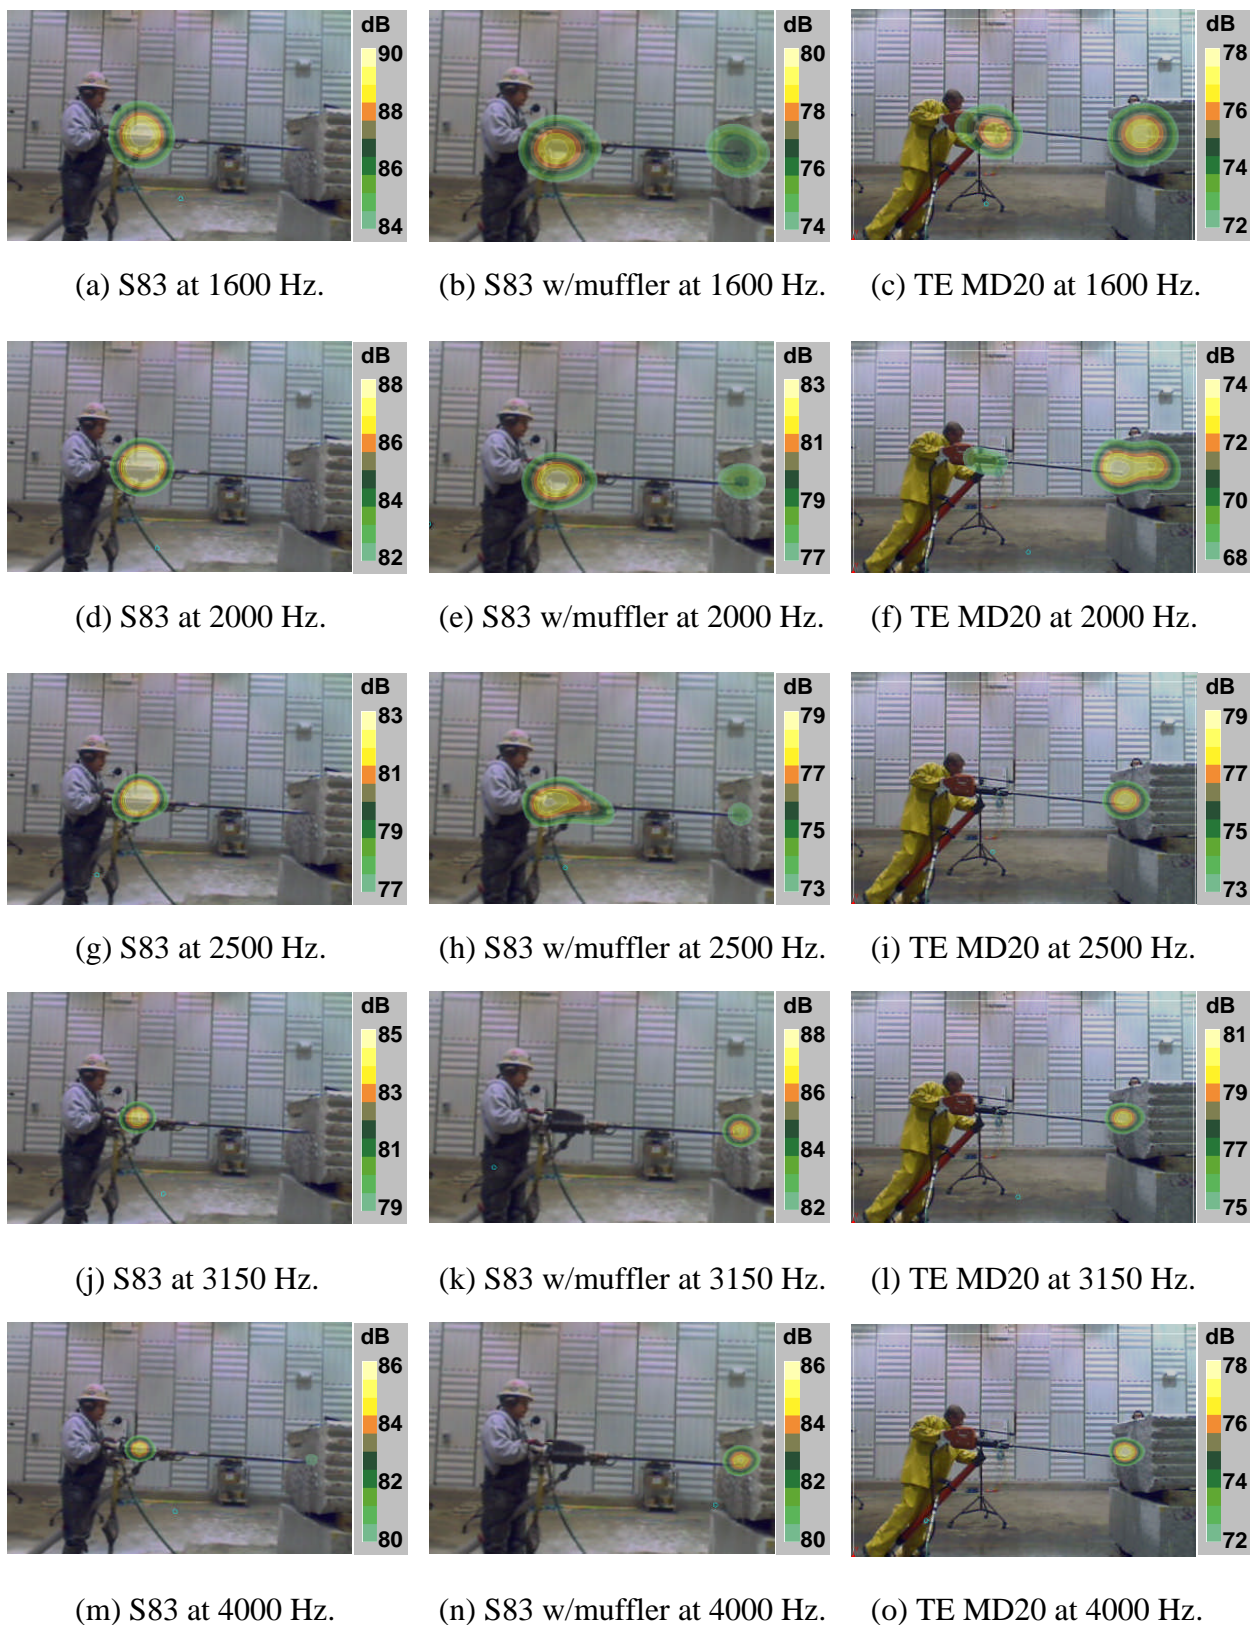 dB
90
88
86
84
dB
80
78
76
74
dB
78
76
74
72
(a) S83 at 1600 Hz.
(b) S83 w/muffler at 1600 Hz.
(c) TE MD20 at 1600 Hz.
dB
88
86
84
82
dB
83
81
79
77
dB
74
72
70
68
(d) S83 at 2000 Hz.
(e) S83 w/muffler at 2000 Hz.
(f) TE MD20 at 2000 Hz.
dB
83
81
79
77
dB
79
77
75
73
dB
79
77
75
73
(g) S83 at 2500 Hz.
(h) S83 w/muffler at 2500 Hz.
(i) TE MD20 at 2500 Hz.
dB
85
83
81
79
dB
88
86
84
82
dB
81
79
77
75
(j) S83 at 3150 Hz.
(k) S83 w/muffler at 3150 Hz.
(l) TE MD20 at 3150 Hz.
dB
86
84
82
80
dB
86
84
82
80
dB
78
76
74
72
(m) S83 at 4000 Hz.
(n) S83 w/muffler at 4000 Hz.
(o) TE MD20 at 4000 Hz.